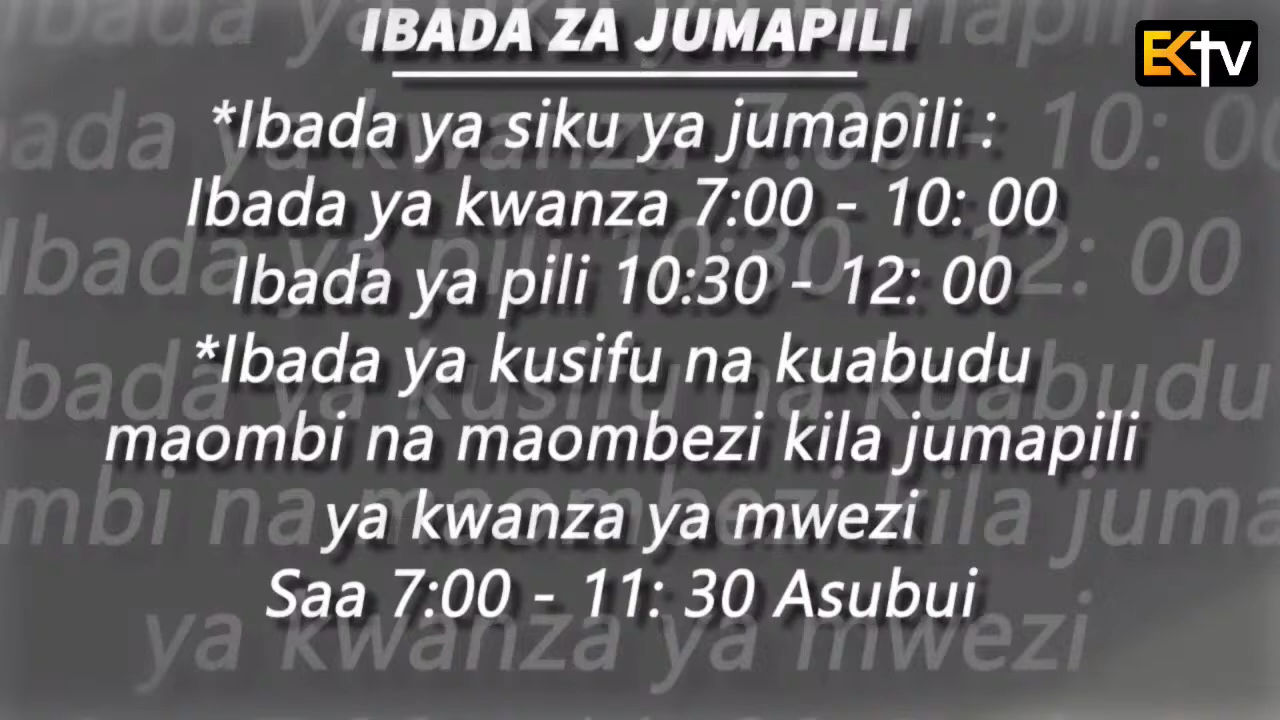 IBADA ZA JUMAPILI
EKTV
*Ibada ya siku ya jumapili :
Ibada ya kwanza 7:00 - 10: 00
Ibada ya pili 10:30 - 12: 00
*Ibada ya kusifu na kuabudu
maombi na maombezi kila jumapili
ya kwanza ya mwezi
Saa 7:00 - 11: 30 Asubui